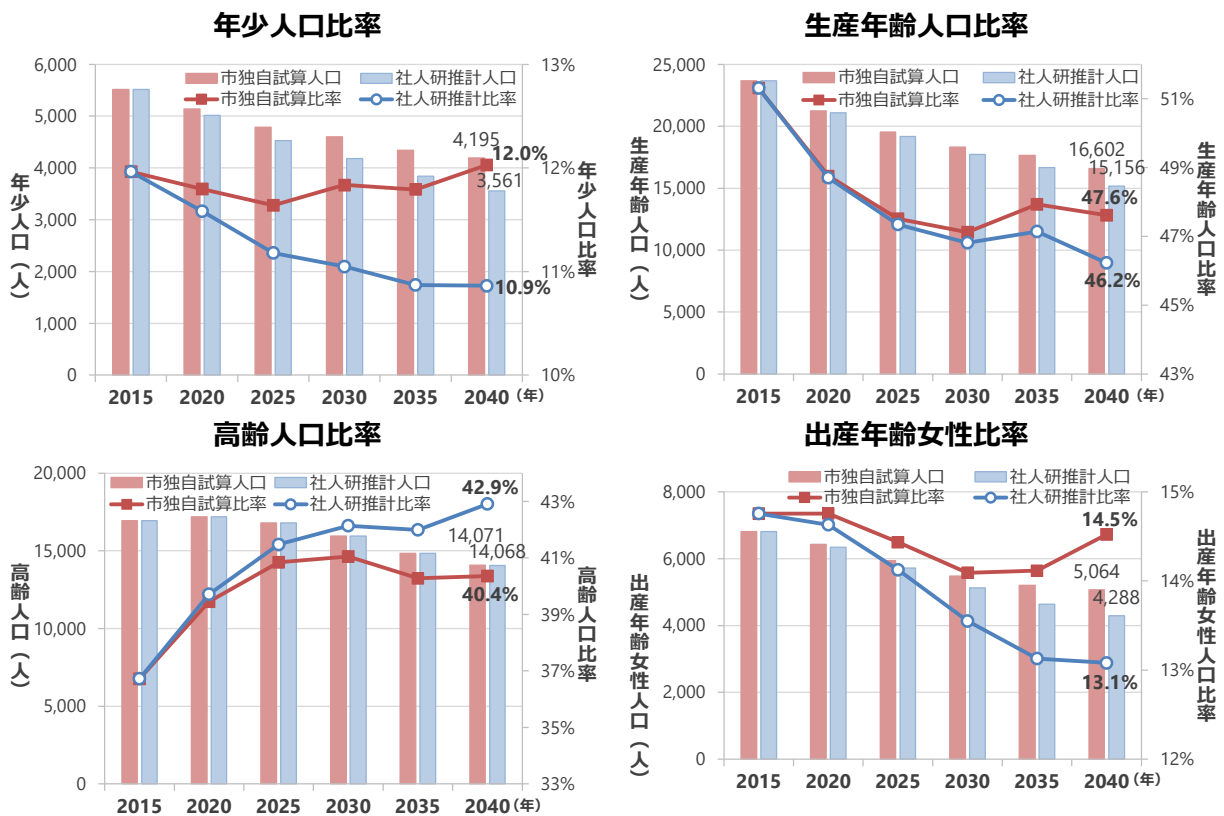 年少人口比率
市独自試算人口 社人研推計人口
市独自試算比率 社人研推計比率
年少人口（人）
6,000
5,000
4,000
3,000
2,000
1,000
0
13%
12%
11%
10%
年少人口比率
4,195
12.0%
3,561
10.9%
2015 2020 2025 2030 2035 2040 （年）
生産年齢人口比率
市独自試算人口 社人研推計人口
市独自試算比率 社人研推計比率
生産年齢人口（人）
25,000
20,000
15,000
10,000
5,000
0
51%
49%
47%
45%
43%
生産年齢人口比率
16,602
15,156
47.6%
46.2%
2015 2020 2025 2030 2035 2040 （年）
高齢人口比率
市独自試算人口 社人研推計人口
市独自試算比率 社人研推計比率
高齢人口（人）
20,000
15,000
10,000
5,000
0
43%
41%
39%
37%
35%
33%
高齢人口比率
42.9%
14,071
14,068
40.4%
2015 2020 2025 2030 2035 2040 （年）
出産年齢女性比率
市独自試算人口 社人研推計人口
市独自試算比率 社人研推計比率
出産年齢女性人口（人）
8,000
6,000
4,000
2,000
0
15%
14%
13%
12%
出産年齢女性人口比率
14.5%
5,064
4,288
13.1%
2015 2020 2025 2030 2035 2040 （年）